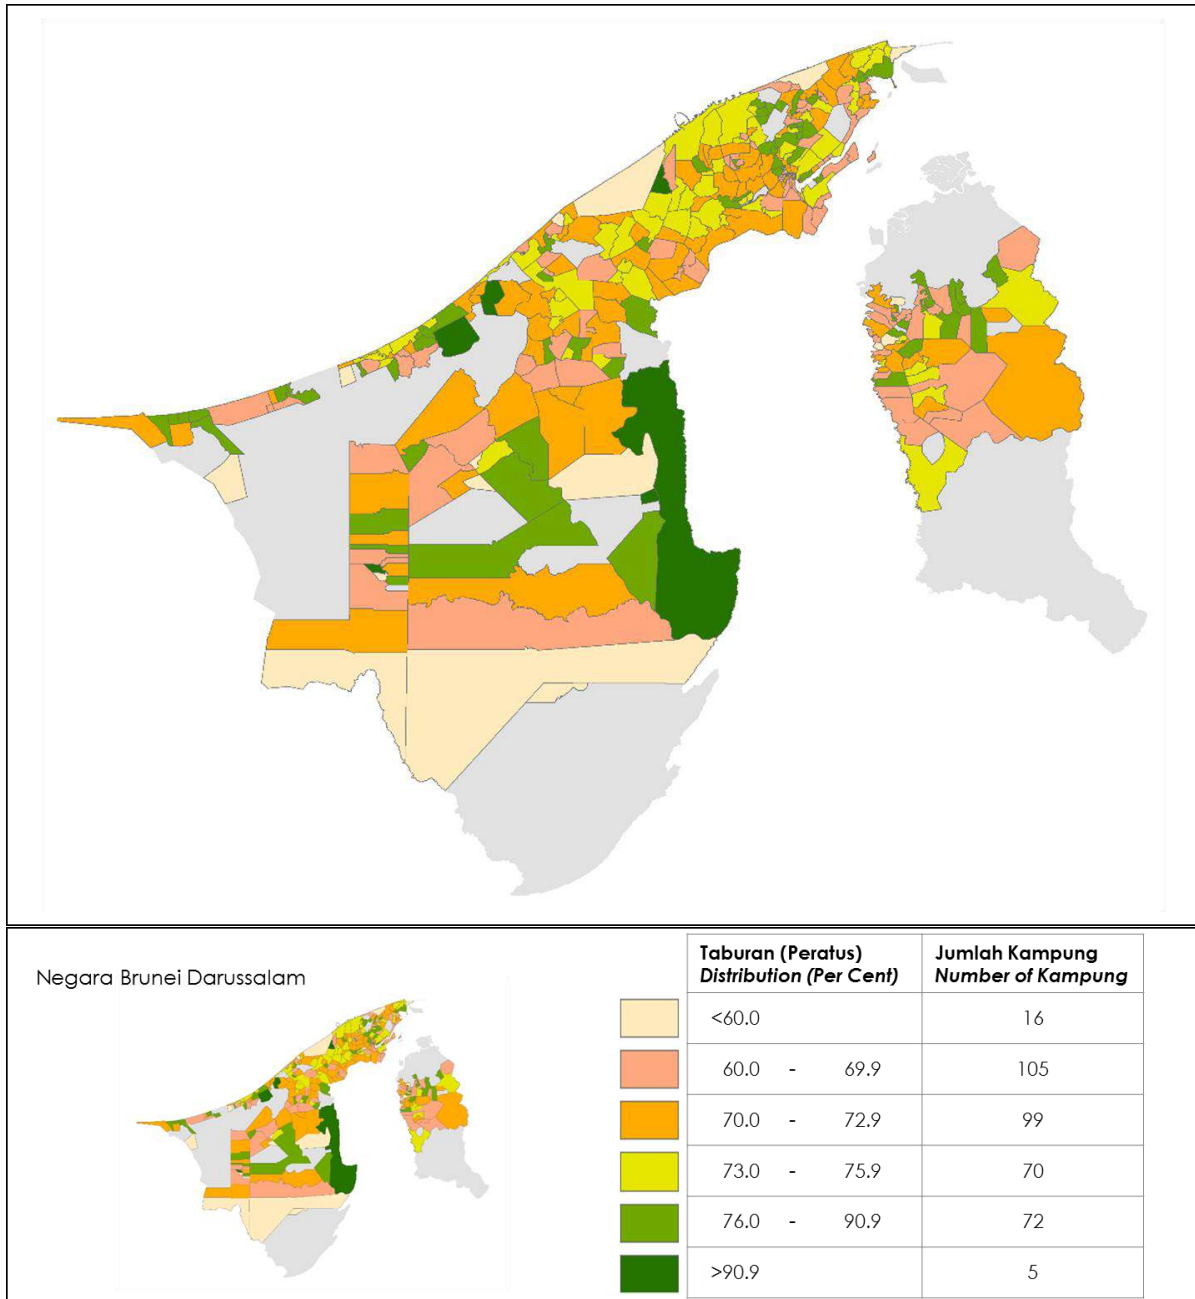 Negara Brunei Darussalam
Taburan (Peratus)
Distribution (Per Cent)
Jumlah Kampung
Number of Kampung
<60.0 16
60.0 - 69.9 105
70.0 - 72.9 99
73.0 - 75.9 70
76.0 - 90.9 72
>90.9 5